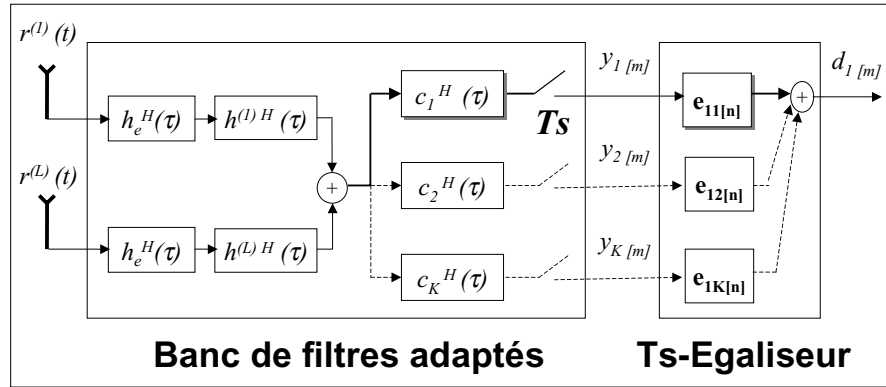 r^(1) (t)
h_e^H(τ)
h^(1) H (τ)
c_1^H (τ)
Ts
y_1 [m]
e_11[n]
+
d_1 [m]
r^(L) (t)
+
c_2^H (τ)
y_2 [m]
e_12[n]
h_e^H(τ)
h^(L) H (τ)
c_K^H (τ)
y_K [m]
e_1K[n]
Banc de filtres adaptés
Ts-Egaliseur